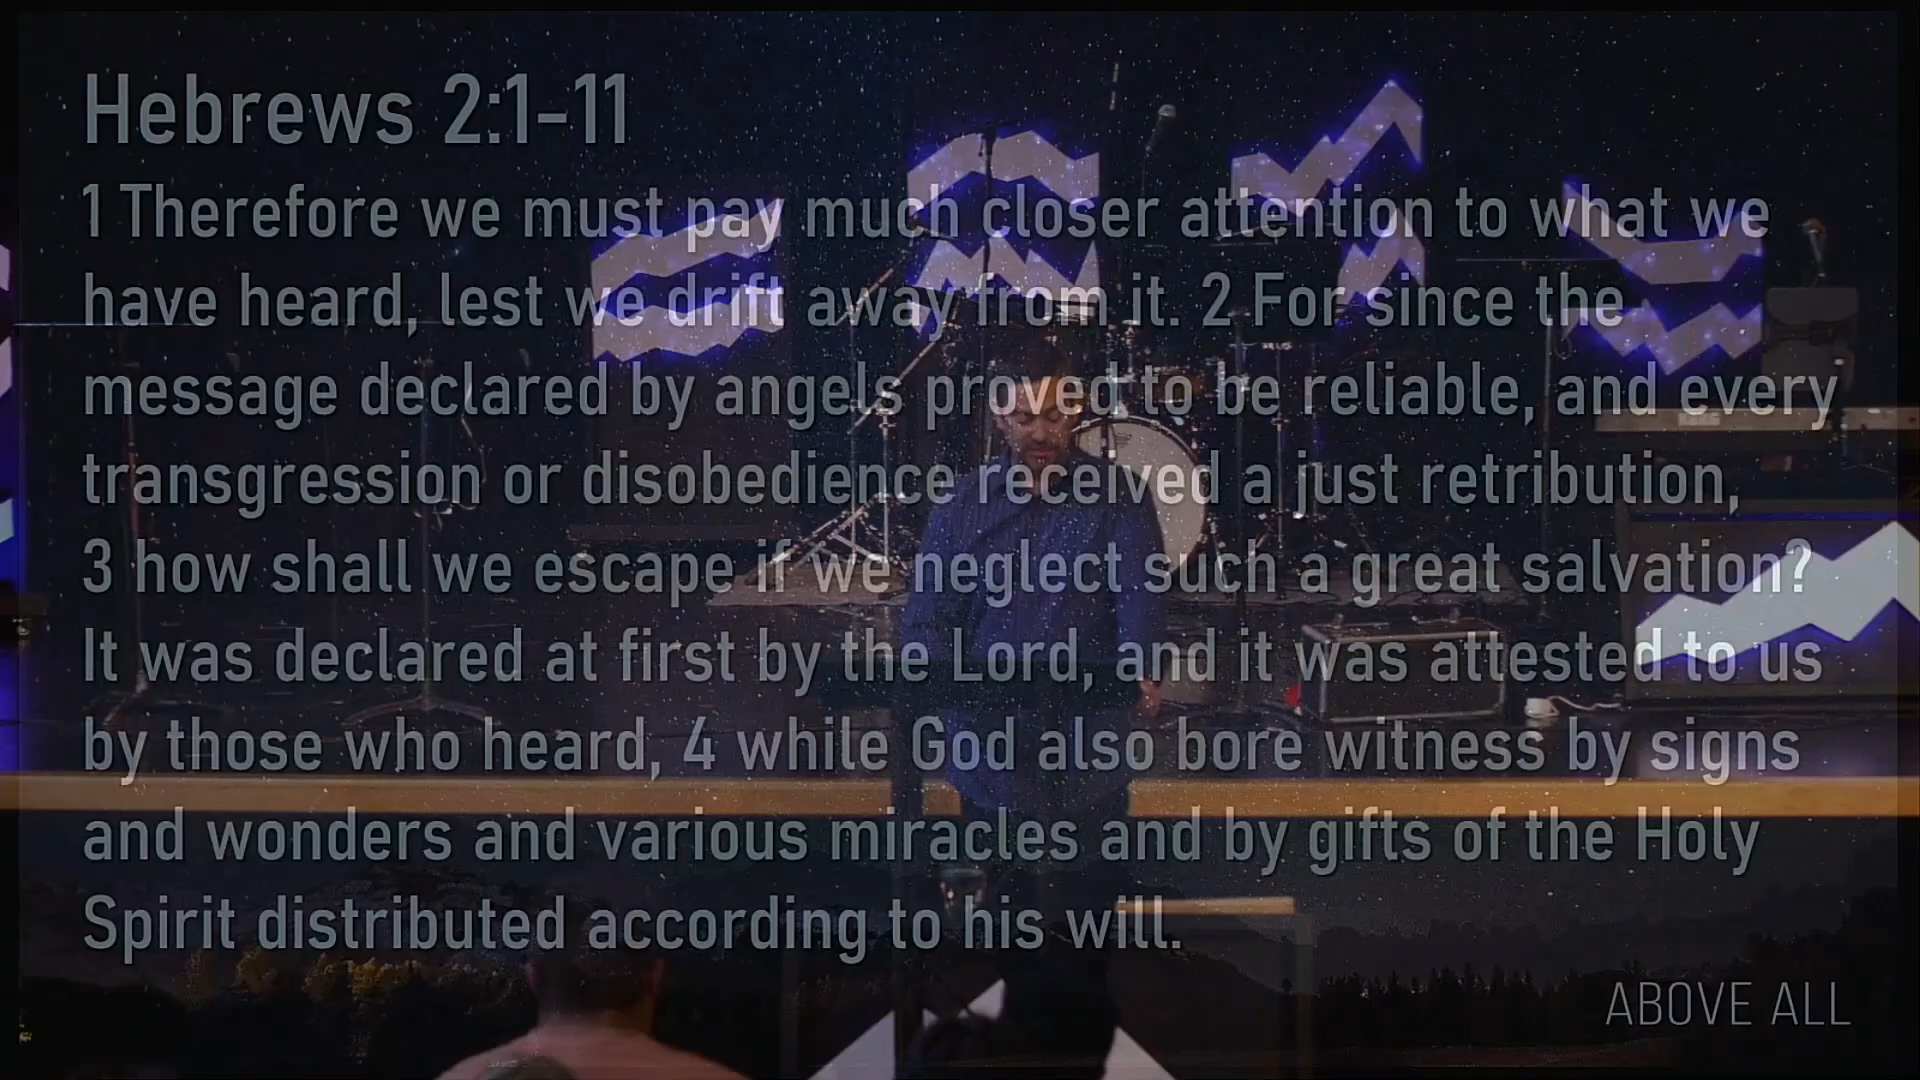 Hebrews 2:1-11
1 Therefore we must pay much closer attention to what we
have heard, lest we drift away from it. 2 For since the
message declared by angels proved to be reliable, and every
transgression or disobedience received a just retribution,
3 how shall we escape if we neglect such a great salvation?
It was declared at first by the Lord, and it was attested to us
by those who heard, 4 while God also bore witness by signs
and wonders and various miracles and by gifts of the Holy
Spirit distributed according to his will.
ABOVE ALL